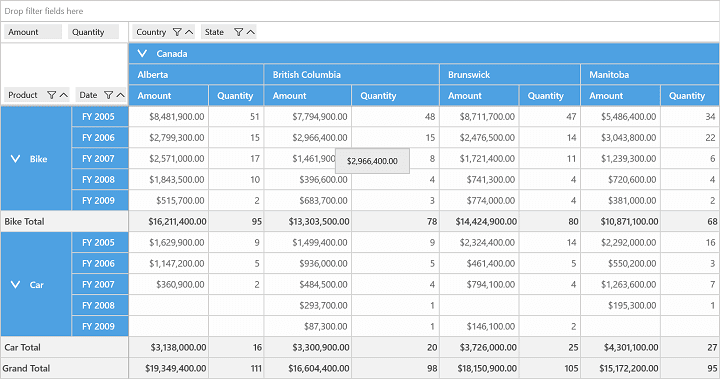 Drop filter fields here
Amount Quantity Country State
Canada
Alberta British Columbia Brunswick Manitoba
Product Date Amount Quantity Amount Quantity Amount Quantity Amount Quantity
FY 2005 $8,481,900.00 51 $7,794,900.00 48 $8,711,700.00 47 $5,486,400.00 34
FY 2006 $2,799,300.00 15 $2,966,400.00 15 $2,476,500.00 14 $3,043,800.00 22
Bike FY 2007 $2,571,000.00 17 $1,461,900 $2,966,400.00 8 $1,721,400.00 11 $1,239,300.00 6
FY 2008 $1,843,500.00 10 $396,600.00 4 $741,300.00 4 $720,600.00 4
FY 2009 $515,700.00 2 $683,700.00 3 $774,000.00 4 $381,000.00 2
Bike Total $16,211,400.00 95 $13,303,500.00 78 $14,424,900.00 80 $10,871,100.00 68
FY 2005 $1,629,900.00 9 $1,499,400.00 9 $2,324,400.00 14 $2,292,000.00 16
FY 2006 $1,147,200.00 5 $936,000.00 5 $461,400.00 5 $550,200.00 3
Car FY 2007 $360,900.00 2 $484,500.00 4 $794,100.00 4 $1,263,600.00 7
FY 2008 $293,700.00 1 $195,300.00 1
FY 2009 $87,300.00 1 $146,100.00 2
Car Total $3,138,000.00 16 $3,300,900.00 20 $3,726,000.00 25 $4,301,100.00 27
Grand Total $19,349,400.00 111 $16,604,400.00 98 $18,150,900.00 105 $15,172,200.00 95